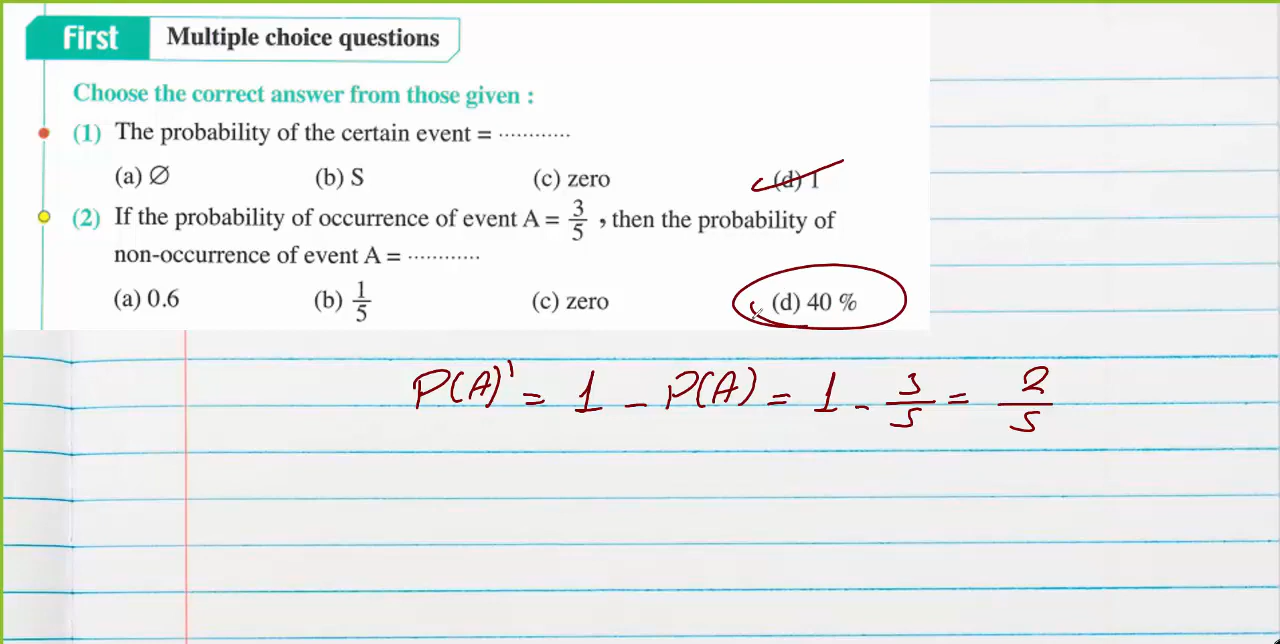 First Multiple choice questions
Choose the correct answer from those given :
(1) The probability of the certain event = ............
(a) ∅ (b) S (c) zero (d) 1
(2) If the probability of occurrence of event A = 3/5 , then the probability of
non-occurrence of event A = ............
(a) 0.6 (b) 1/5 (c) zero (d) 40 %
P(A)' = 1 - P(A) = 1 - 3/5 = 2/5